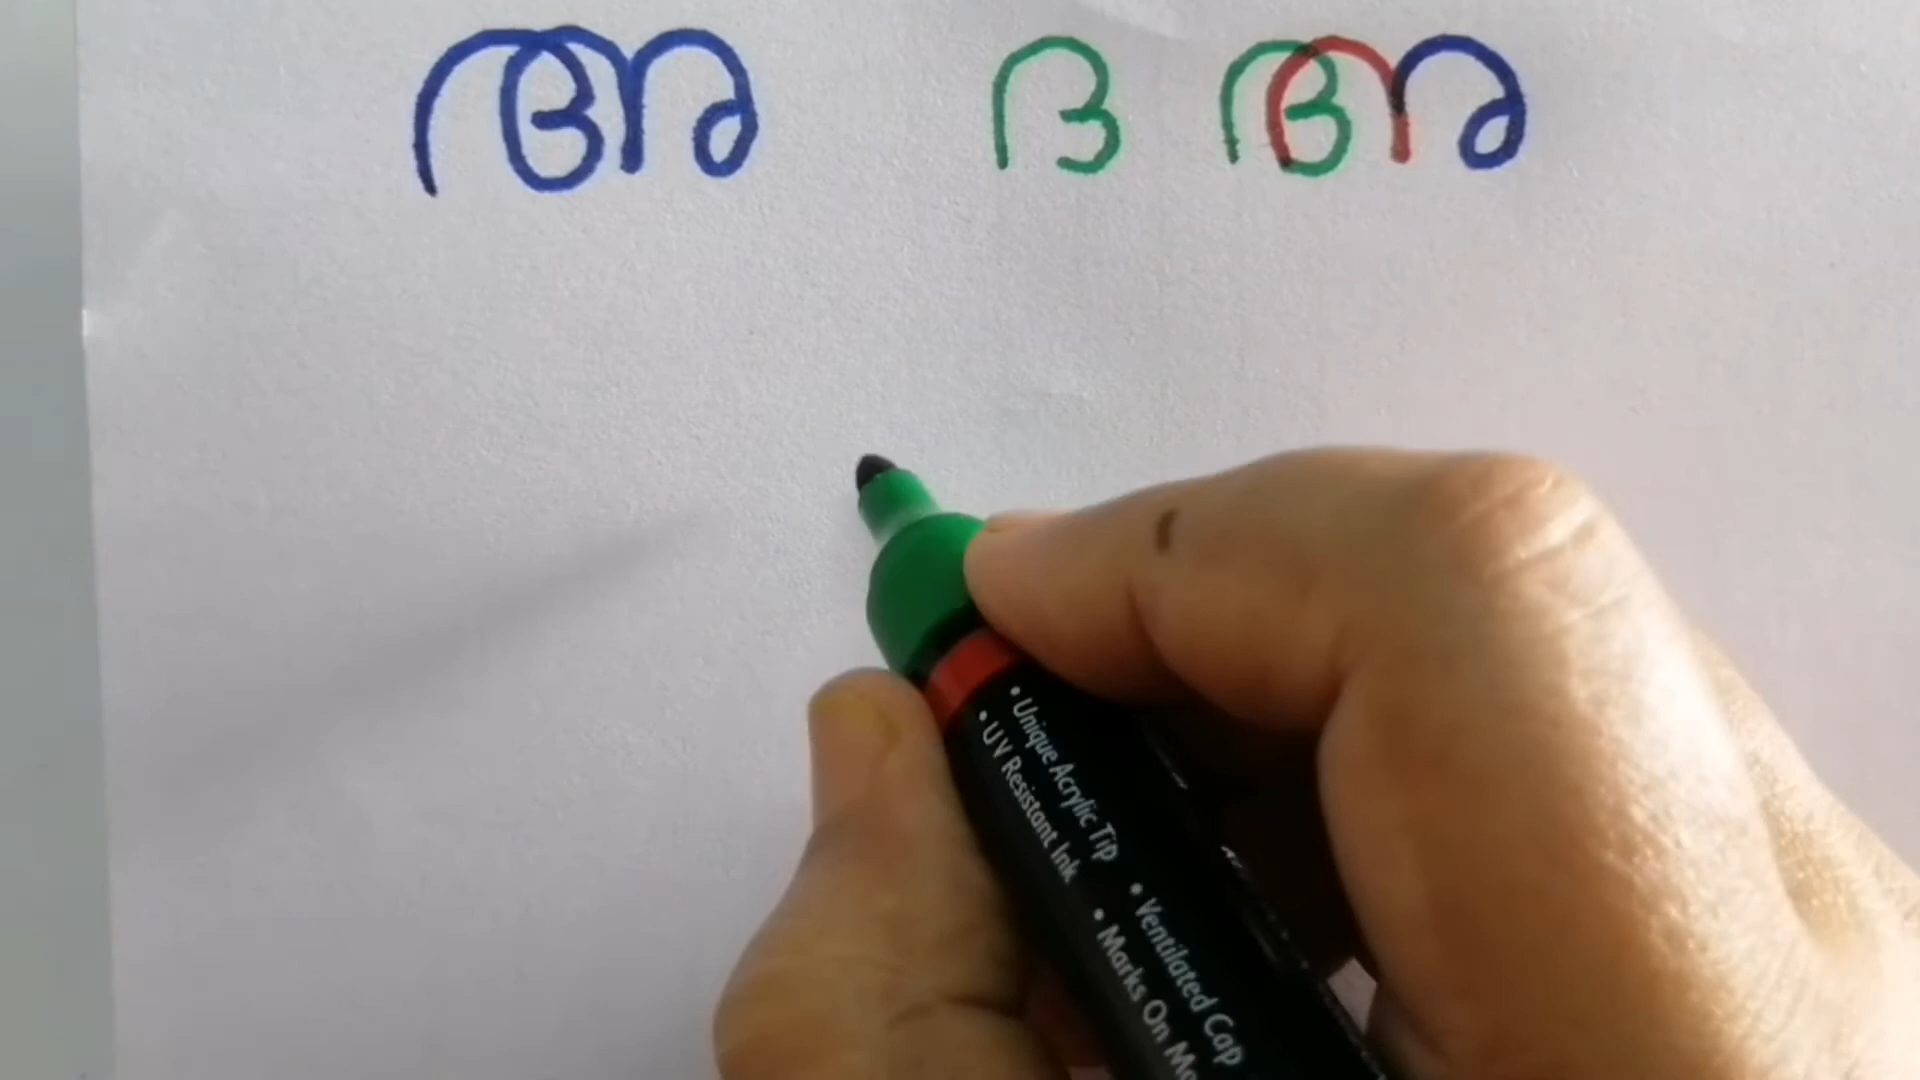 അ ദ അ
• Unique Acrylic Tip • Ventilated Cap
• UV Resistant Ink • Marks On